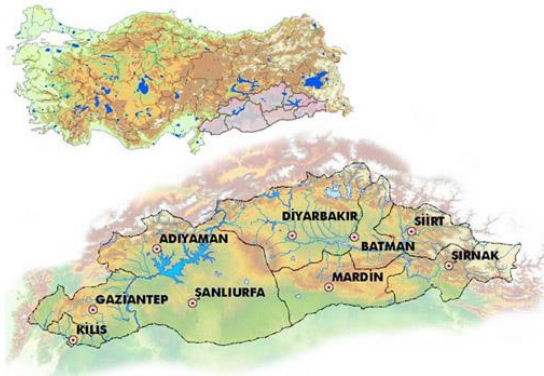 DİYARBAKIR
SİİRT
ADIYAMAN
BATMAN
ŞIRNAK
MARDİN
GAZİANTEP
ŞANLIURFA
KİLİS